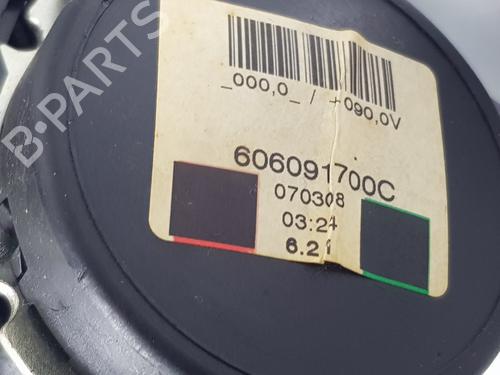 _000,0_ / +090,0V
606091700C
070308
03:24
6.21
B-PARTS